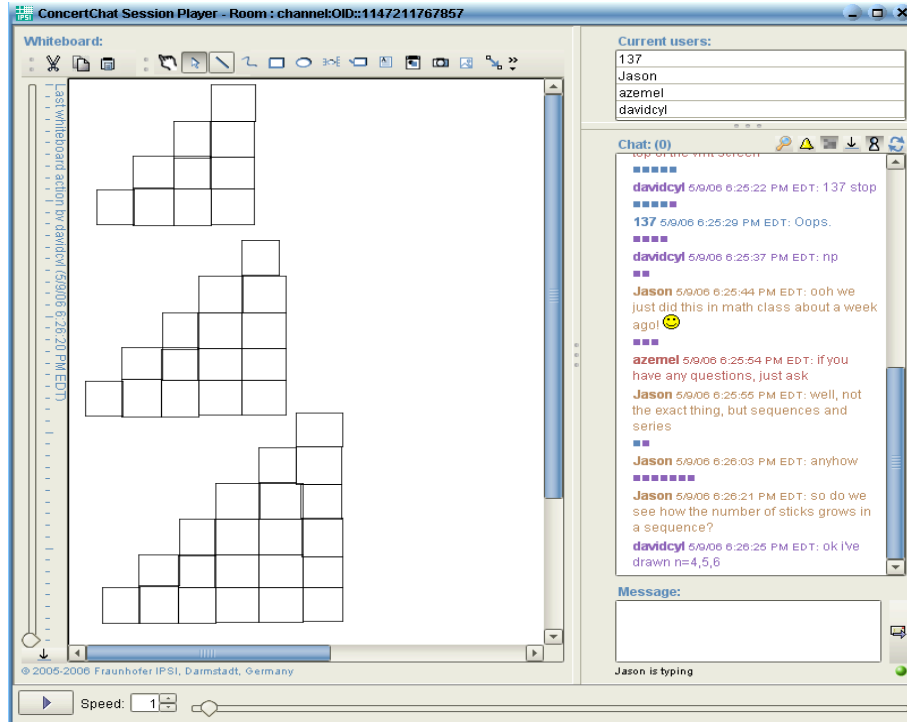 ConcertChat Session Player - Room : channel:OID::1147211767857
Whiteboard:
Last whiteboard action by davidcyl (5/9/06 6:26:20 PM EDT)
© 2005-2006 Fraunhofer IPSI, Darmstadt, Germany
Speed: 1
Current users:
137
Jason
azemel
davidcyl
Chat: (0)
top of the vmt screen
davidcyl 5/9/06 6:25:22 PM EDT: 137 stop
137 5/9/06 6:25:29 PM EDT: Oops.
davidcyl 5/9/06 6:25:37 PM EDT: np
Jason 5/9/06 6:25:44 PM EDT: ooh we
just did this in math class about a week
ago!
azemel 5/9/06 6:25:54 PM EDT: if you
have any questions, just ask
Jason 5/9/06 6:25:55 PM EDT: well, not
the exact thing, but sequences and
series
Jason 5/9/06 6:26:03 PM EDT: anyhow
Jason 5/9/06 6:26:21 PM EDT: so do we
see how the number of sticks grows in
a sequence?
davidcyl 5/9/06 6:26:25 PM EDT: ok i've
drawn n=4,5,6
Message:
Jason is typing